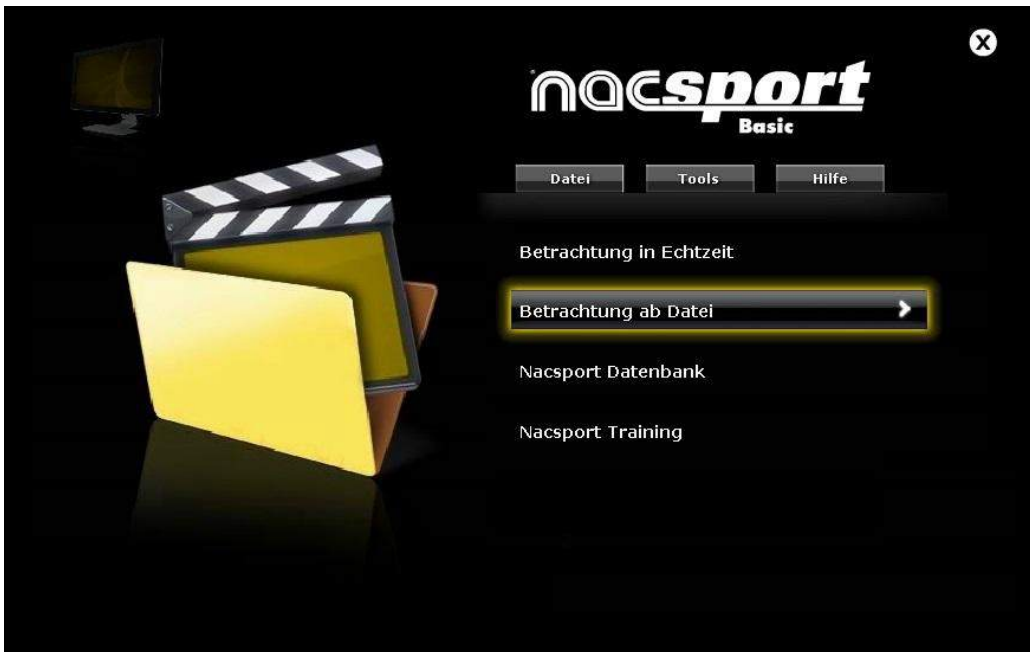 nacsport
Basic
Datei Tools Hilfe
Betrachtung in Echtzeit
Betrachtung ab Datei
Nacsport Datenbank
Nacsport Training